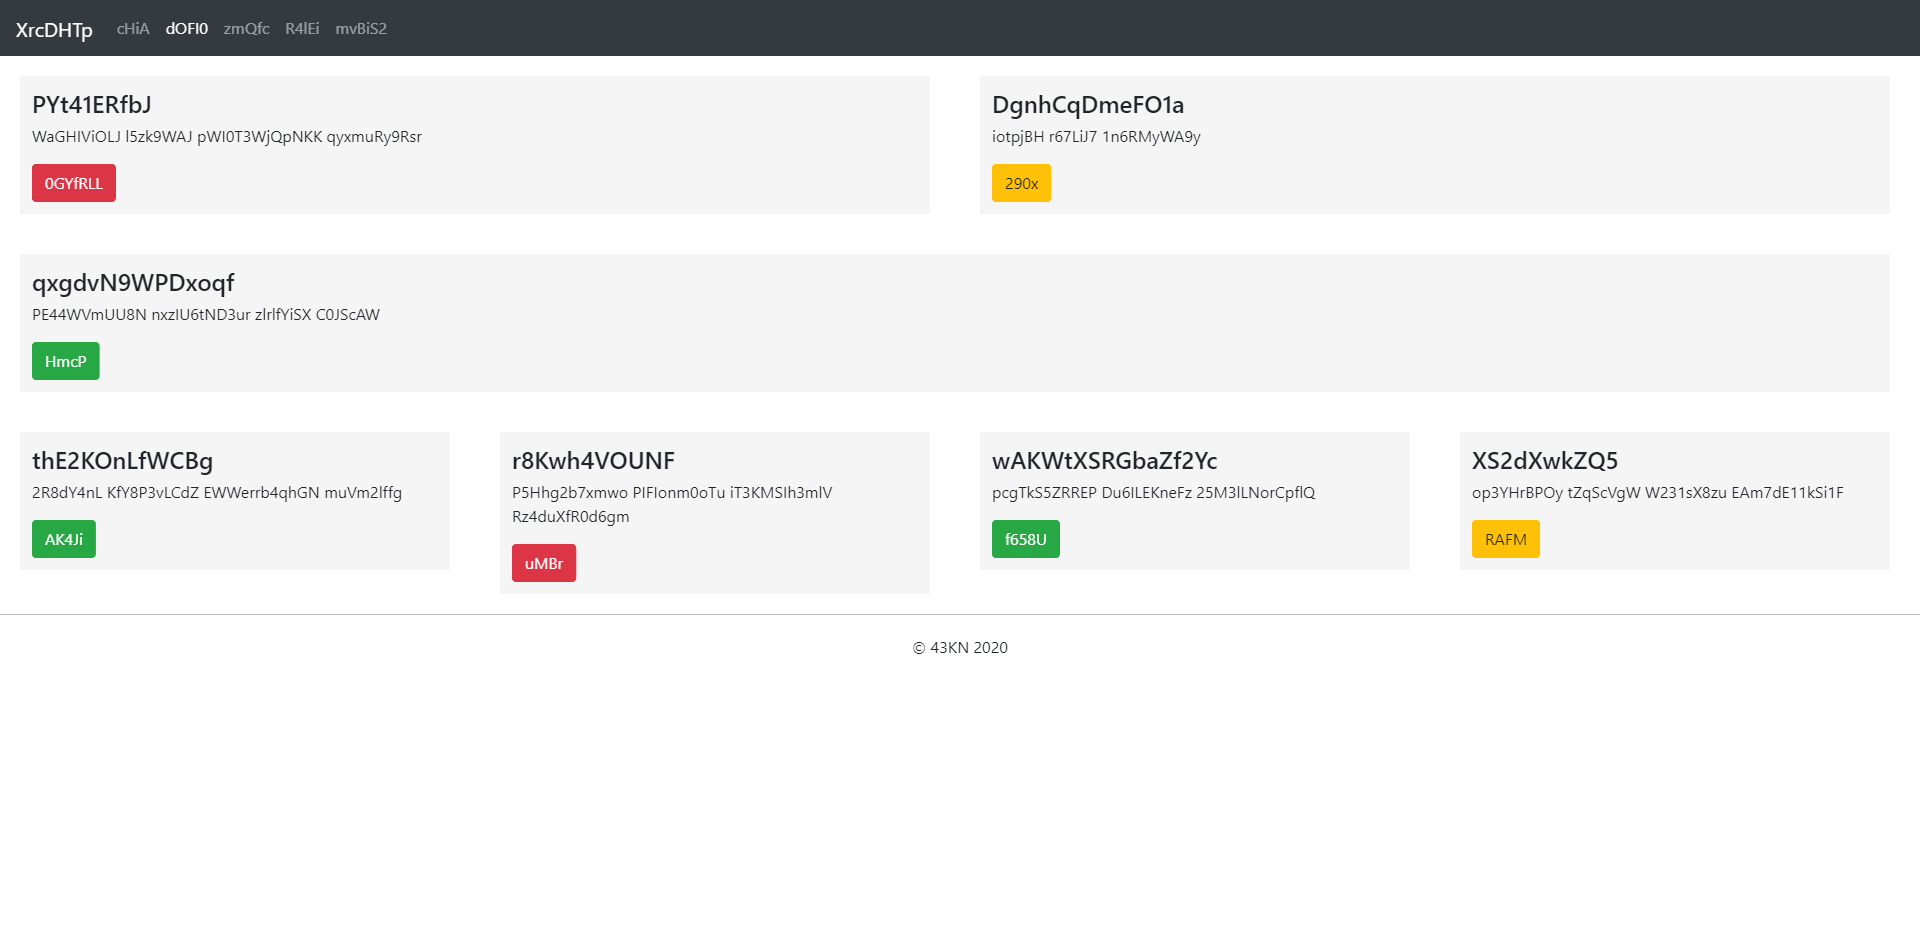 XrcDHTp cHiA dOFI0 zmQfc R4lEi mvBiS2
PYt41ERfbJ
WaGHIViOLJ l5zk9WAJ pWI0T3WjQpNKK qyxmuRy9Rsr
0GYfRLL
DgnhCqDmeFO1a
iotpjBH r67LiJ7 1n6RMyWA9y
290x
qxgdvN9WPDxoqf
PE44WVmUU8N nxzIU6tND3ur zlrlfYiSX C0JScAW
HmcP
thE2KOnLfWCBg
2R8dY4nL KfY8P3vLCdZ EWWerrb4qhGN muVm2lffg
AK4Ji
r8Kwh4VOUNF
P5Hhg2b7xmwo PIFIonm0oTu iT3KMSIh3mlV
Rz4duXfR0d6gm
uMBr
wAKWtXSRGbaZf2Yc
pcgTkS5ZRREP Du6ILEKneFz 25M3lLNorCpflQ
f658U
XS2dXwkZQ5
op3YHrBPOy tZqScVgW W231sX8zu EAm7dE11kSi1F
RAFM
© 43KN 2020